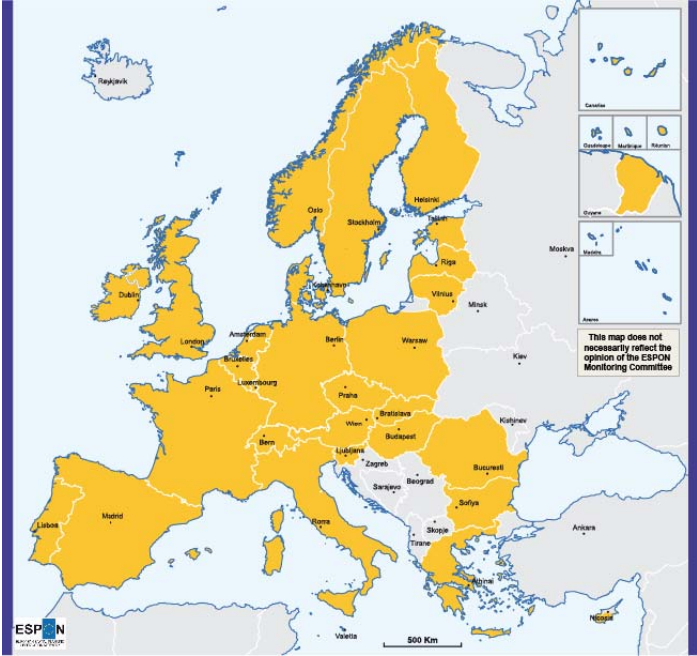 Reykjavik
Canarias
Guadeloupe Martinique Réunion
Guyane
Oslo
Stockholm
Helsinki
Tallinn
Riga
Moskva
Madeira
Azores
Dublin
København
Vilnius
Minsk
London
Amsterdam
Berlin
Warsaw
This map does not
necessarily reflect the
opinion of the ESPON
Monitoring Committee
Bruxelles
Kiev
Paris
Luxembourg
Praha
Bratislava
Wien
Budapest
Kishinev
Bern
Ljubljana
Zagreb
Bucuresti
Sarajevo
Beograd
Sofiya
Lisboa
Madrid
Roma
Skopje
Tirane
Ankara
Athinai
Nicosia
Valetta
500 Km
ESPON